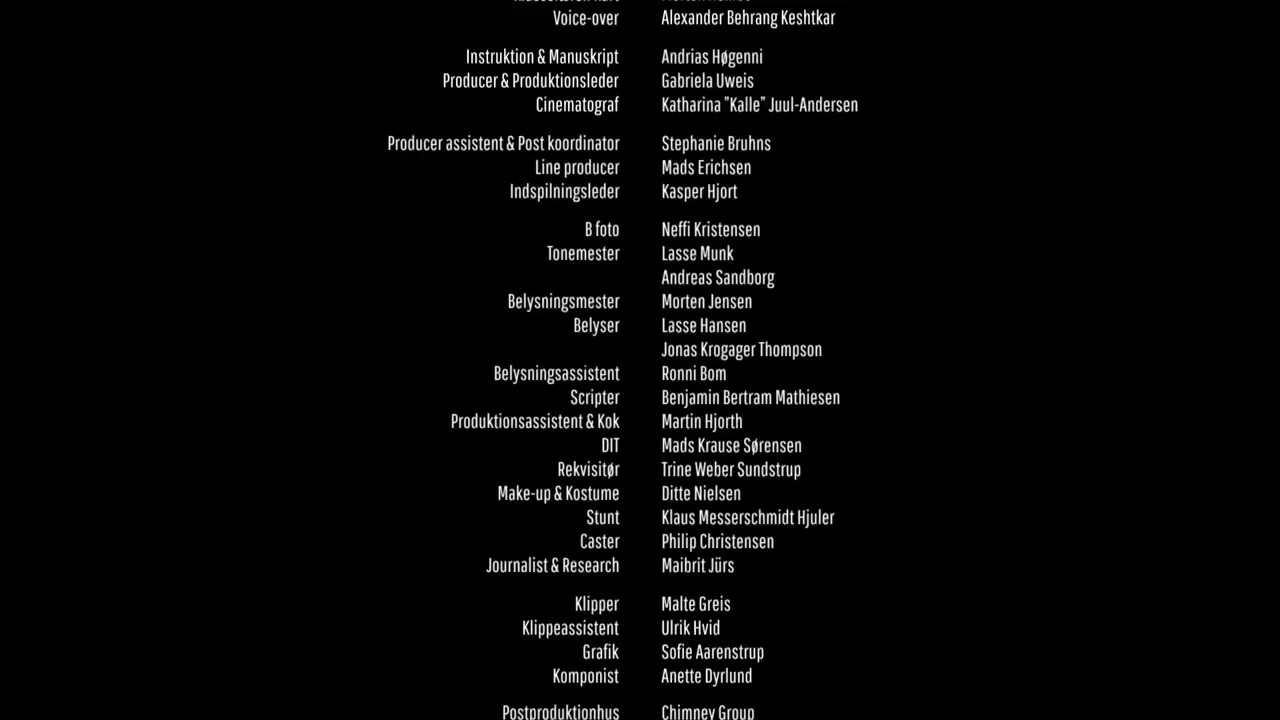 Voice-over Alexander Behrang Keshtkar
Instruktion & Manuskript Andrias Høgenni
Producer & Produktionsleder Gabriela Uweis
Cinematograf Katharina "Kalle" Juul-Andersen
Producer assistent & Post koordinator Stephanie Bruhns
Line producer Mads Erichsen
Indspilningsleder Kasper Hjort
B foto Neffi Kristensen
Tonemester Lasse Munk
Andreas Sandborg
Belysningsmester Morten Jensen
Belyser Lasse Hansen
Jonas Krogager Thompson
Belysningsassistent Ronni Bom
Scripter Benjamin Bertram Mathiesen
Produktionsassistent & Kok Martin Hjorth
DIT Mads Krause Sørensen
Rekvisitør Trine Weber Sundstrup
Make-up & Kostume Ditte Nielsen
Stunt Klaus Messerschmidt Hjuler
Caster Philip Christensen
Journalist & Research Maibrit Jürs
Klipper Malte Greis
Klippeassistent Ulrik Hvid
Grafik Sofie Aarenstrup
Komponist Anette Dyrlund
Postproduktionhus Chimney Group